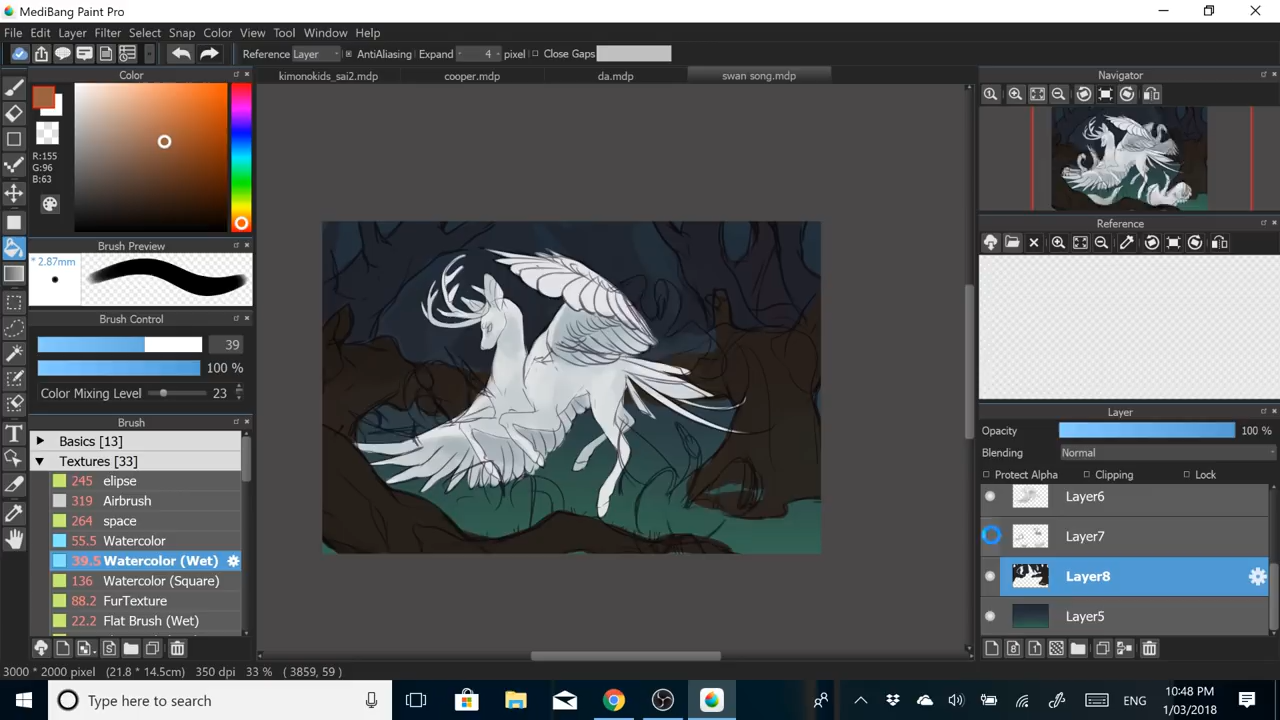 MediBang Paint Pro
File Edit Layer Filter Select Snap Color View Tool Window Help
Reference Layer AntiAliasing Expand 4 pixel Close Gaps
Color
kimonokids_sai2.mdp cooper.mdp da.mdp swan song.mdp
Navigator
R:155
G:96
B:63
Brush Preview
* 2.87mm
Reference
Brush Control
39
100 %
Color Mixing Level 23
Layer
Brush
Opacity 100 %
Basics [13]
Blending Normal
Textures [33]
Protect Alpha Clipping Lock
245 elipse
Layer6
319 Airbrush
264 space
Layer7
55.5 Watercolor
39.5 Watercolor (Wet)
Layer8
136 Watercolor (Square)
88.2 FurTexture
Layer5
22.2 Flat Brush (Wet)
3000 * 2000 pixel (21.8 * 14.5cm) 350 dpi 33 % ( 3859, 59 )
Type here to search
ENG
10:48 PM
1/03/2018